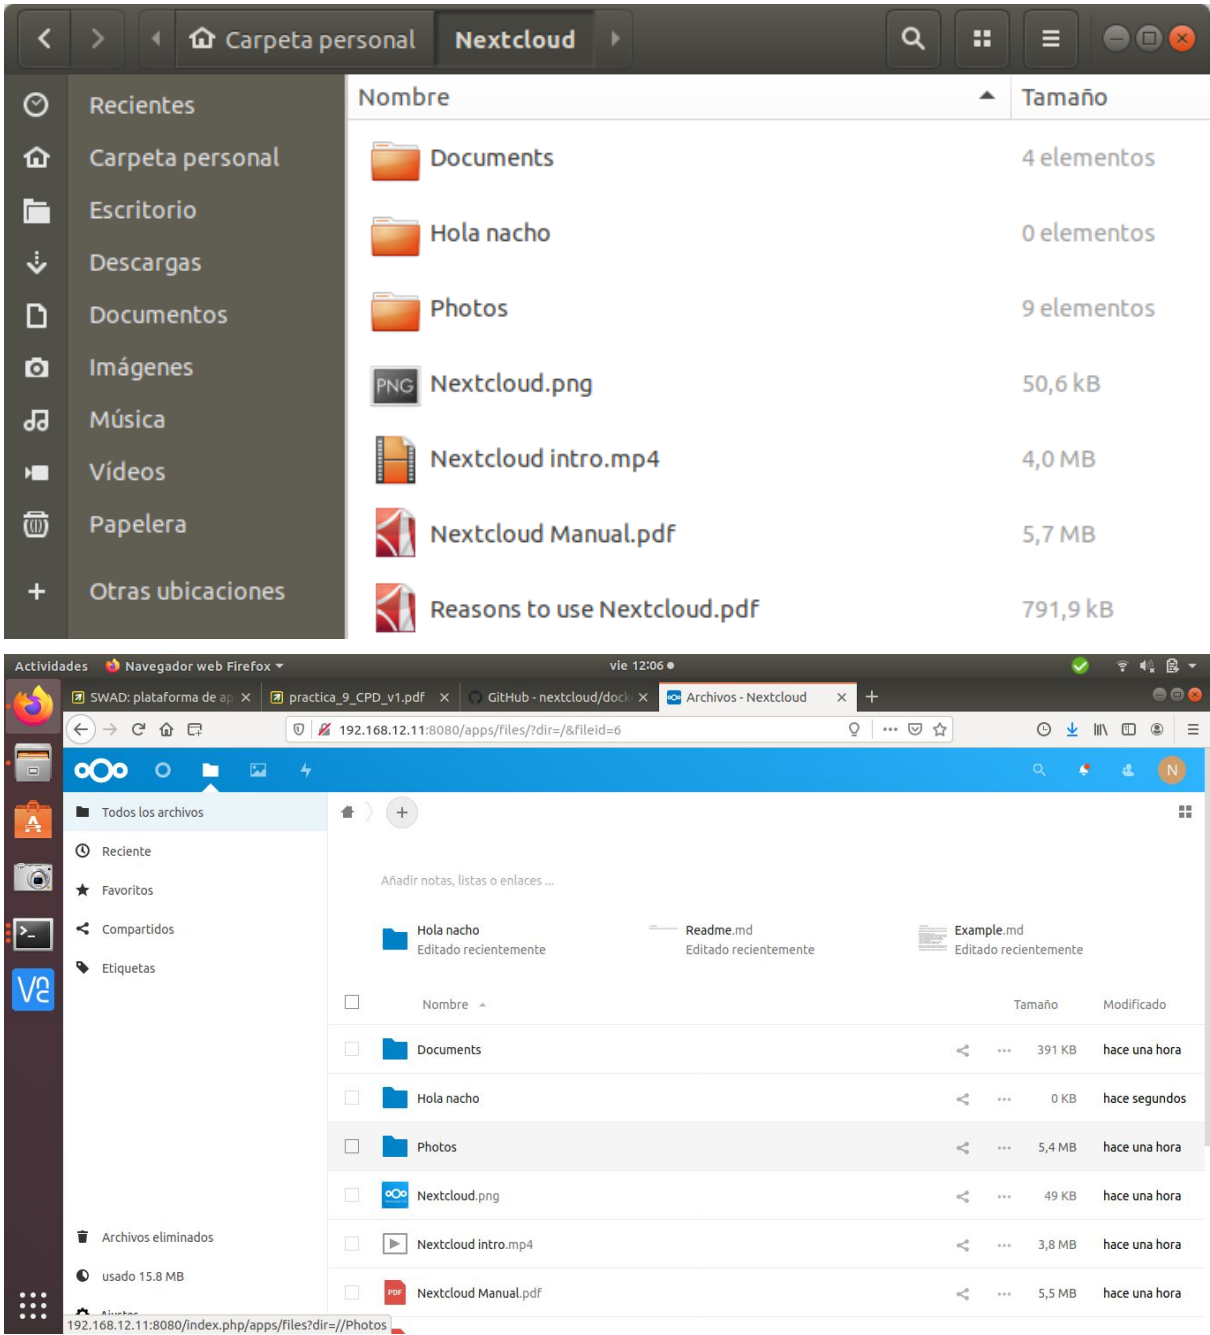 Carpeta personal Nextcloud
Nombre Tamaño
Recientes
Carpeta personal
Escritorio
Descargas
Documentos
Imágenes
Música
Vídeos
Papelera
Otras ubicaciones
Documents 4 elementos
Hola nacho 0 elementos
Photos 9 elementos
PNG Nextcloud.png 50,6 kB
Nextcloud intro.mp4 4,0 MB
Nextcloud Manual.pdf 5,7 MB
Reasons to use Nextcloud.pdf 791,9 kB
Actividades Navegador web Firefox vie 12:06
SWAD: plataforma de ap practica_9_CPD_v1.pdf GitHub - nextcloud/dock Archivos - Nextcloud
192.168.12.11:8080/apps/files/?dir=/&fileid=6
N
Todos los archivos
Reciente
Favoritos
Compartidos
Etiquetas
Archivos eliminados
usado 15.8 MB
Ajustes
192.168.12.11:8080/index.php/apps/files?dir=//Photos
Añadir notas, listas o enlaces ...
Hola nacho
Editado recientemente
Readme.md
Editado recientemente
Example.md
Editado recientemente
Nombre Tamaño Modificado
Documents 391 KB hace una hora
Hola nacho 0 KB hace segundos
Photos 5,4 MB hace una hora
Nextcloud.png 49 KB hace una hora
Nextcloud intro.mp4 3,8 MB hace una hora
PDF Nextcloud Manual.pdf 5,5 MB hace una hora